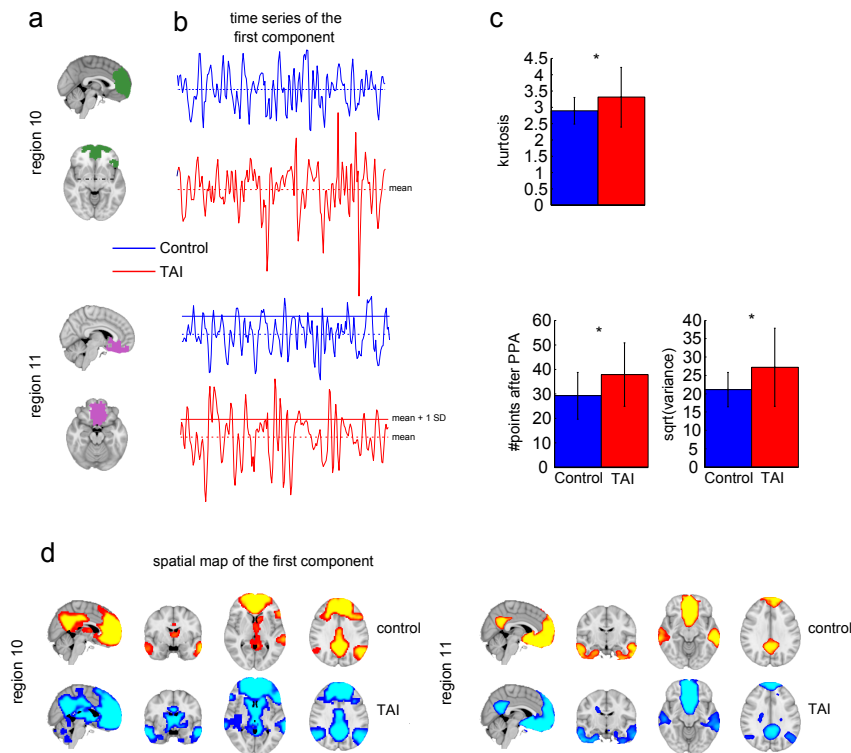 a
b
time series of the
first component
c
region 10
mean
Control
TAI
region 11
mean + 1 SD
mean
*
kurtosis
4.5
4
3.5
3
2.5
2
1.5
1
0.5
0
*
#points after PPA
60
50
40
30
20
10
0
Control TAI
*
sqrt(variance)
40
35
30
25
20
15
10
5
0
Control TAI
d
spatial map of the first component
region 10
control
TAI
region 11
control
TAI